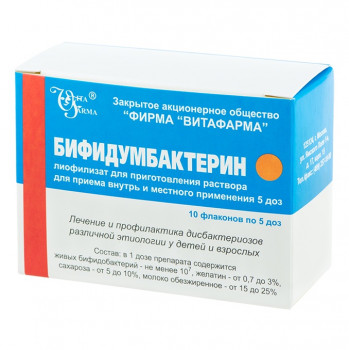 Vita Farma®
Закрытое акционерное общество
"ФИРМА "ВИТАФАРМА"
БИФИДУМБАКТЕРИН
лиофилизат для приготовления раствора
для приема внутрь и местного применения 5 доз
10 флаконов по 5 доз
Лечение и профилактика дисбактериозов
различной этиологии у детей и взрослых
Состав: в 1 дозе препарата содержится
живых бифидобактерий - не менее 10⁷, желатин - от 0,7 до 3%,
сахароза - от 5 до 10%, молоко обезжиренное - от 15 до 25%